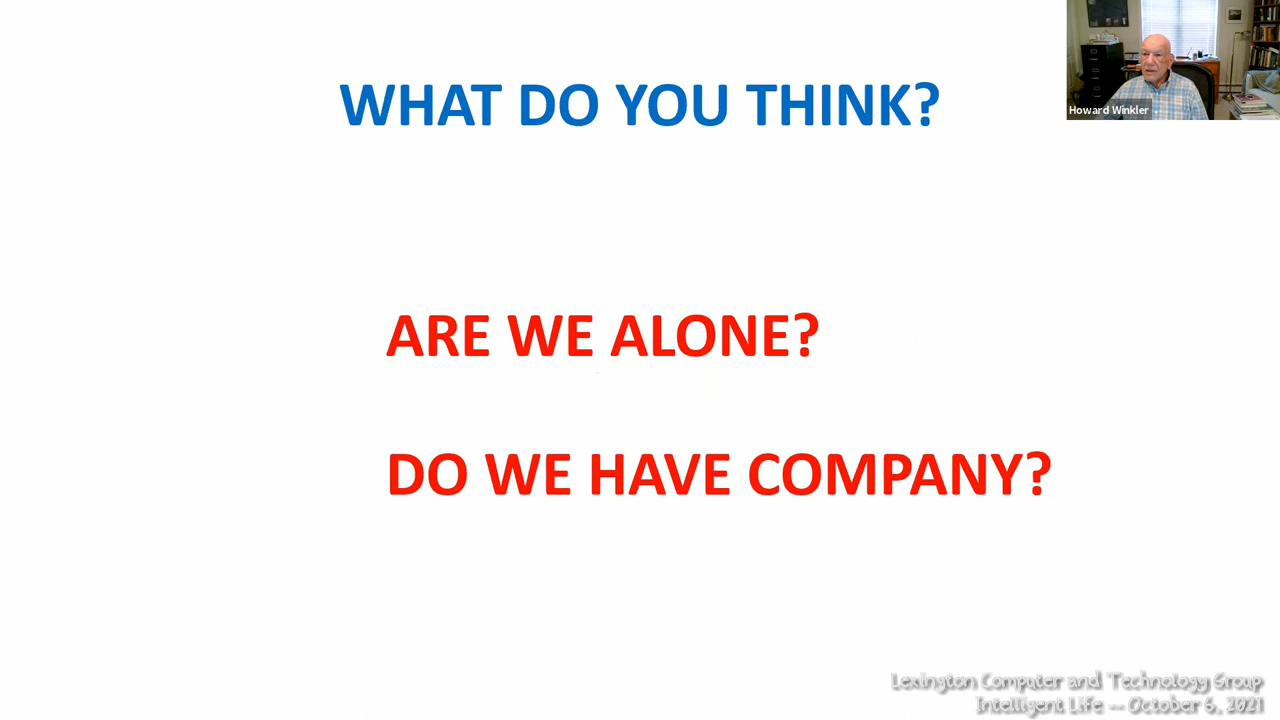 WHAT DO YOU THINK?
Howard Winkler
ARE WE ALONE?
DO WE HAVE COMPANY?
Lexington Computer and Technology Group
Intelligent Life -- October 6, 2021